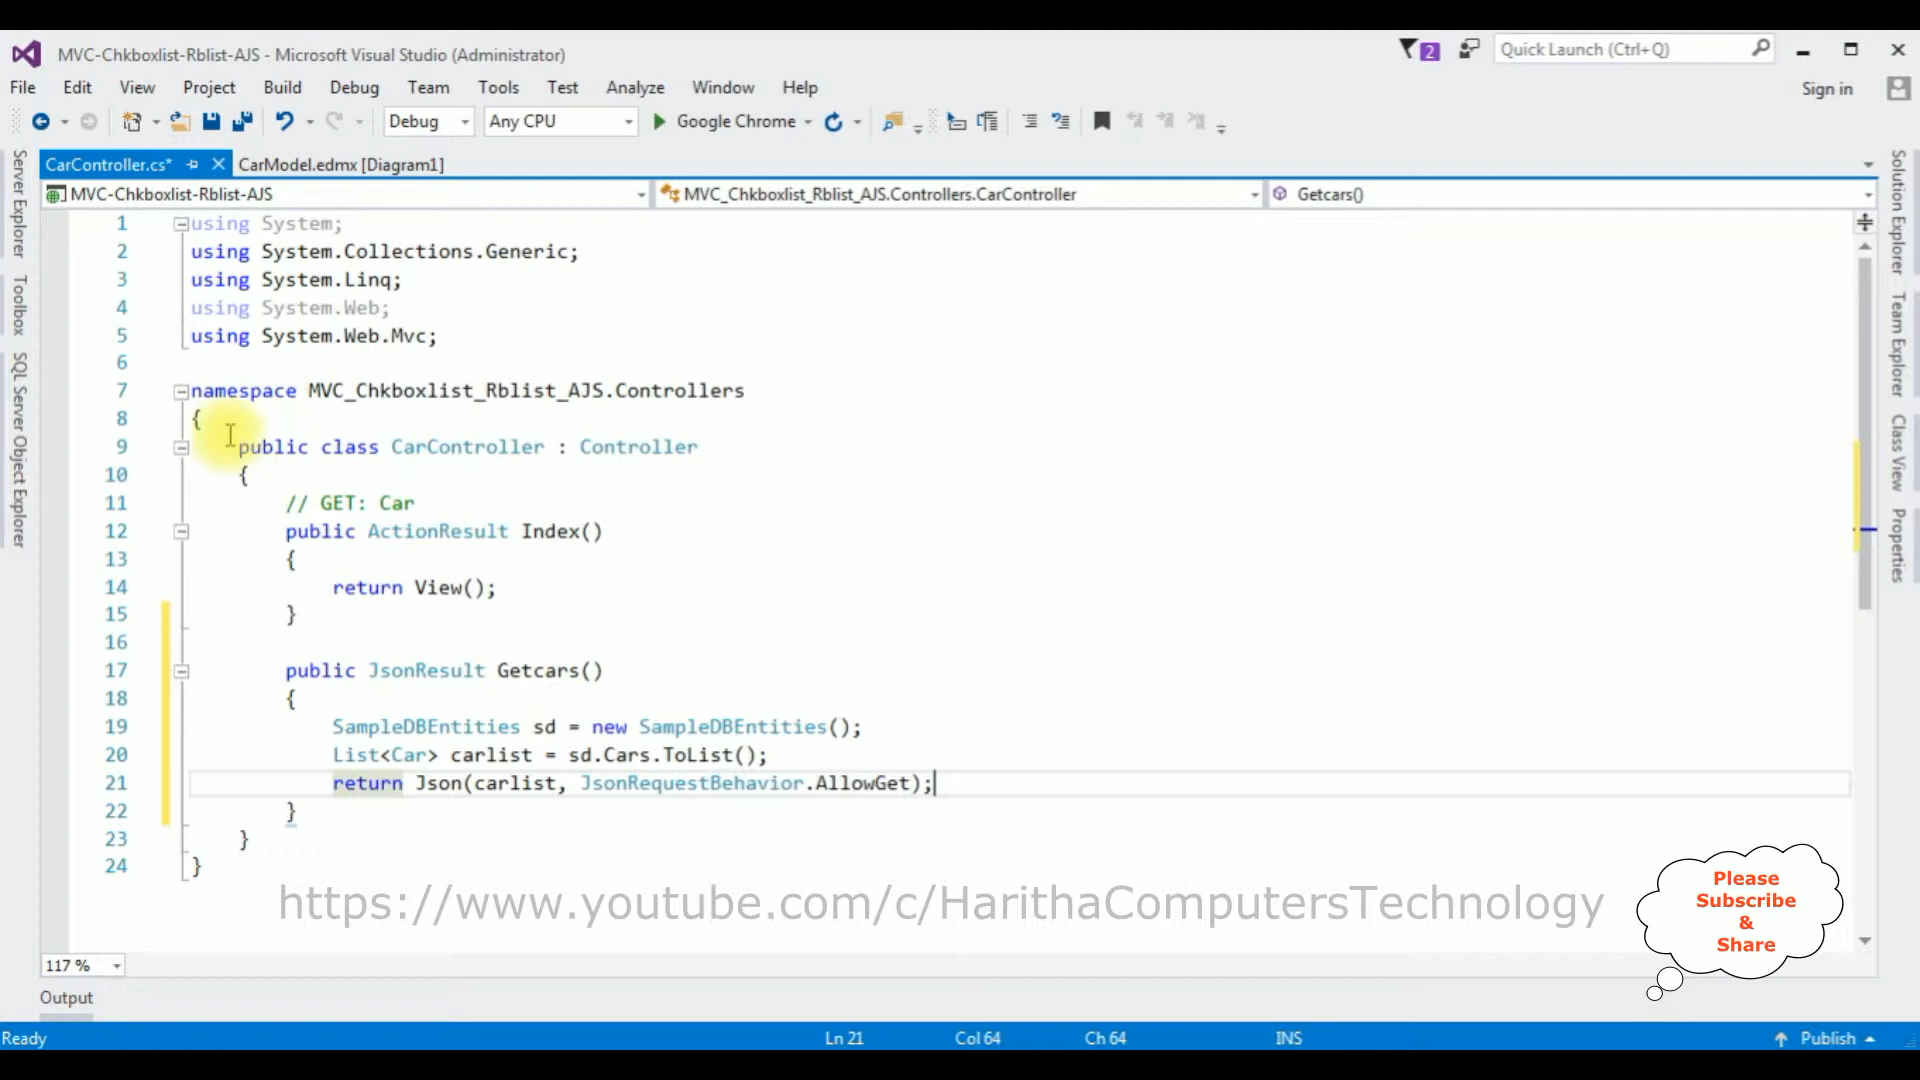 MVC-Chkboxlist-Rblist-AJS - Microsoft Visual Studio (Administrator)
2
Quick Launch (Ctrl+Q)
File Edit View Project Build Debug Team Tools Test Analyze Window Help
Sign in
Debug Any CPU Google Chrome
CarController.cs* CarModel.edmx [Diagram1]
MVC-Chkboxlist-Rblist-AJS MVC_Chkboxlist_Rblist_AJS.Controllers.CarController Getcars()
Server Explorer
Toolbox
SQL Server Object Explorer
1 using System;
2 using System.Collections.Generic;
3 using System.Linq;
4 using System.Web;
5 using System.Web.Mvc;
6
7 namespace MVC_Chkboxlist_Rblist_AJS.Controllers
8 {
9 public class CarController : Controller
10 {
11 // GET: Car
12 public ActionResult Index()
13 {
14 return View();
15 }
16
17 public JsonResult Getcars()
18 {
19 SampleDBEntities sd = new SampleDBEntities();
20 List<Car> carlist = sd.Cars.ToList();
21 return Json(carlist, JsonRequestBehavior.AllowGet);
22 }
23 }
24 }
Solution Explorer
Team Explorer
Class View
Properties
https://www.youtube.com/c/HarithaComputersTechnology
Please
Subscribe
&
Share
117 %
Output
Ready Ln 21 Col 64 Ch 64 INS Publish